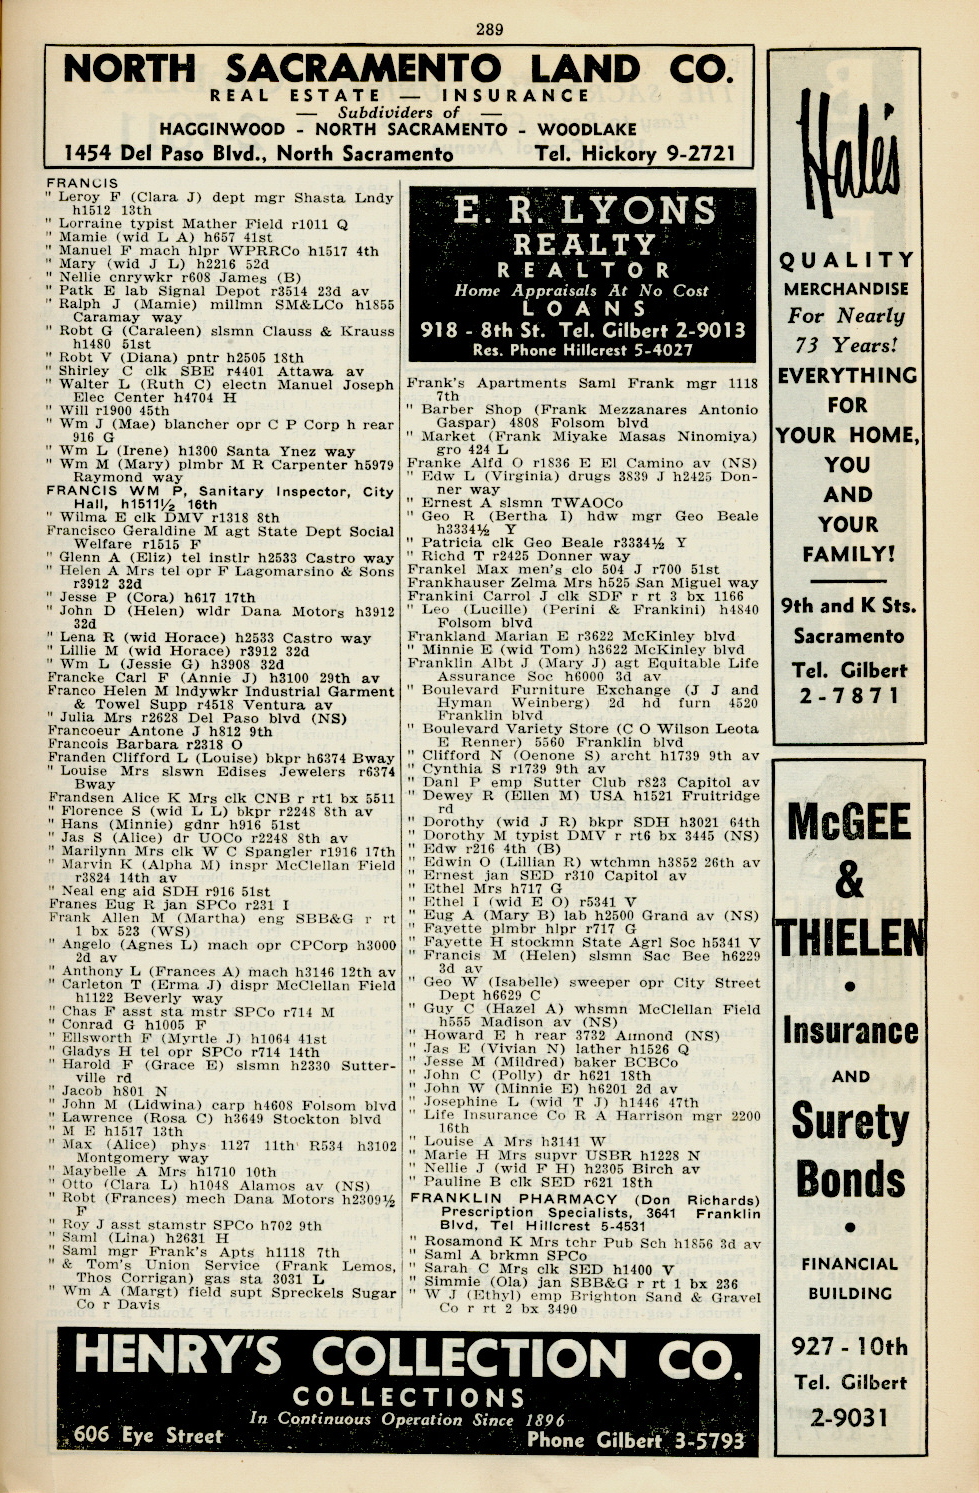 289
NORTH SACRAMENTO LAND CO.
REAL ESTATE — INSURANCE
— Subdividers of —
HAGGINWOOD - NORTH SACRAMENTO - WOODLAKE
1454 Del Paso Blvd., North Sacramento Tel. Hickory 9-2721
FRANCIS
" Leroy F (Clara J) dept mgr Shasta Lndy
h1512 13th
" Lorraine typist Mather Field r1011 Q
" Mamie (wid L A) h657 41st
" Manuel F mach hlpr WPRRCo h1517 4th
" Mary (wid J L) h2216 52d
" Nellie cnrywkr r608 James (B)
" Patk E lab Signal Depot r3514 23d av
" Ralph J (Mamie) millmn SM&LCo h1855
Caramay way
" Robt G (Caraleen) slsmn Clauss & Krauss
h1480 51st
" Robt V (Diana) pntr h2505 18th
" Shirley C clk SBE r4401 Attawa av
" Walter L (Ruth C) electn Manuel Joseph
Elec Center h4704 H
" Will r1900 45th
" Wm J (Mae) blancher opr C P Corp h rear
916 G
" Wm L (Irene) h1300 Santa Ynez way
" Wm M (Mary) plmbr M R Carpenter h5979
Raymond way
FRANCIS WM P, Sanitary Inspector, City
Hall, h1511½ 16th
" Wilma E clk DMV r1318 8th
Francisco Geraldine M agt State Dept Social
Welfare r1515 F
" Glenn A (Eliz) tel instlr h2533 Castro way
" Helen A Mrs tel opr F Lagomarsino & Sons
r3912 32d
" Jesse P (Cora) h617 17th
" John D (Helen) wldr Dana Motors h3912
32d
" Lena R (wid Horace) h2533 Castro way
" Lillie M (wid Horace) r3912 32d
" Wm L (Jessie G) h3908 32d
Francke Carl F (Annie J) h3100 29th av
Franco Helen M lndywkr Industrial Garment
& Towel Supp r4518 Ventura av
" Julia Mrs r2628 Del Paso blvd (NS)
Francoeur Antone J h812 9th
Francois Barbara r2318 O
Franden Clifford L (Louise) bkpr h6374 Bway
" Louise Mrs slswn Edises Jewelers r6374
Bway
Frandsen Alice K Mrs clk CNB r rt1 bx 5511
" Florence S (wid L L) bkpr r2248 8th av
" Hans (Minnie) gdnr h916 51st
" Jas S (Alice) dr UOCo r2248 8th av
" Marilynn Mrs clk W C Spangler r1916 17th
" Marvin K (Alpha M) inspr McClellan Field
r3824 14th av
" Neal eng aid SDH r916 51st
Franes Eug R jan SPCo r231 I
Frank Allen M (Martha) eng SBB&G r rt
1 bx 523 (WS)
" Angelo (Agnes L) mach opr CPCorp h3000
2d av
" Anthony L (Frances A) mach h3146 12th av
" Carleton T (Erma J) dispr McClellan Field
h1122 Beverly way
" Chas F asst sta mstr SPCo r714 M
" Conrad G h1005 F
" Ellsworth F (Myrtle J) h1064 41st
" Gladys H tel opr SPCo r714 14th
" Harold F (Grace E) slsmn h2330 Sutter-
ville rd
" Jacob h801 N
" John M (Lidwina) carp h4608 Folsom blvd
" Lawrence (Rosa C) h3649 Stockton blvd
" M E h1517 13th
" Max (Alice) phys 1127 11th R534 h3102
Montgomery way
" Maybelle A Mrs h1710 10th
" Otto (Clara L) h1048 Alamos av (NS)
" Robt (Frances) mech Dana Motors h2309½
F
" Roy J asst stamstr SPCo h702 9th
" Saml (Lina) h2631 H
" Saml mgr Frank's Apts h1118 7th
" & Tom's Union Service (Frank Lemos,
Thos Corrigan) gas sta 3031 L
" Wm A (Margt) field supt Spreckels Sugar
Co r Davis
E. R. LYONS
REALTY
REALTOR
Home Appraisals At No Cost
LOANS
918 - 8th St. Tel. Gilbert 2-9013
Res. Phone Hillcrest 5-4027
Frank's Apartments Saml Frank mgr 1118
7th
" Barber Shop (Frank Mezzanares Antonio
Gaspar) 4808 Folsom blvd
" Market (Frank Miyake Masas Ninomiya)
gro 424 L
Franke Alfd O r1836 E El Camino av (NS)
" Edw L (Virginia) drugs 3839 J h2425 Don-
ner way
" Ernest A slsmn TWAOCo
" Geo R (Bertha I) hdw mgr Geo Beale
h3334½ Y
" Patricia clk Geo Beale r3334½ Y
" Richd T r2425 Donner way
Frankel Max men's clo 504 J r700 51st
Frankhauser Zelma Mrs h525 San Miguel way
Frankini Carrol J clk SDF r rt 3 bx 1166
" Leo (Lucille) (Perini & Frankini) h4840
Folsom blvd
Frankland Marian E r3622 McKinley blvd
" Minnie E (wid Tom) h3622 McKinley blvd
Franklin Albt J (Mary J) agt Equitable Life
Assurance Soc h6000 3d av
" Boulevard Furniture Exchange (J J and
Hyman Weinberg) 2d hd furn 4520
Franklin blvd
" Boulevard Variety Store (C O Wilson Leota
E Renner) 5560 Franklin blvd
" Clifford N (Oenone S) archt h1739 9th av
" Cynthia S r1739 9th av
" Danl P emp Sutter Club r823 Capitol av
" Dewey R (Ellen M) USA h1521 Fruitridge
rd
" Dorothy (wid J R) bkpr SDH h3021 64th
" Dorothy M typist DMV r rt6 bx 3445 (NS)
" Edw r216 4th (B)
" Edwin O (Lillian R) wtchmn h3852 26th av
" Ernest jan SED r310 Capitol av
" Ethel Mrs h717 G
" Ethel I (wid E O) r5341 V
" Eug A (Mary B) lab h2500 Grand av (NS)
" Fayette plmbr hlpr r717 G
" Fayette H stockmn State Agrl Soc h5341 V
" Francis M (Helen) slsmn Sac Bee h6229
3d av
" Geo W (Isabelle) sweeper opr City Street
Dept h6629 C
" Guy C (Hazel A) whsmn McClellan Field
h555 Madison av (NS)
" Howard E h rear 3732 Almond (NS)
" Jas E (Vivian N) lather h1526 Q
" Jesse M (Mildred) baker BCBCo
" John C (Polly) dr h621 18th
" John W (Minnie E) h6201 2d av
" Josephine L (wid T J) h1446 47th
" Life Insurance Co R A Harrison mgr 2200
16th
" Louise A Mrs h3141 W
" Marie H Mrs supvr USBR h1228 N
" Nellie J (wid F H) h2305 Birch av
" Pauline B clk SED r621 18th
FRANKLIN PHARMACY (Don Richards)
Prescription Specialists, 3641 Franklin
Blvd, Tel Hillcrest 5-4531
" Rosamond K Mrs tchr Pub Sch h1856 3d av
" Saml A brkmn SPCo
" Sarah C Mrs clk SED h1400 V
" Simmie (Ola) jan SBB&G r rt 1 bx 236
" W J (Ethyl) emp Brighton Sand & Gravel
Co r rt 2 bx 3490
HENRY'S COLLECTION CO.
COLLECTIONS
In Continuous Operation Since 1896
606 Eye Street Phone Gilbert 3-5793
Hale's
QUALITY
MERCHANDISE
For Nearly
73 Years!
EVERYTHING
FOR
YOUR HOME,
YOU
AND
YOUR
FAMILY!
9th and K Sts.
Sacramento
Tel. Gilbert
2-7871
McGEE
&
THIELEN
•
Insurance
AND
Surety
Bonds
•
FINANCIAL
BUILDING
927 - 10th
Tel. Gilbert
2-9031